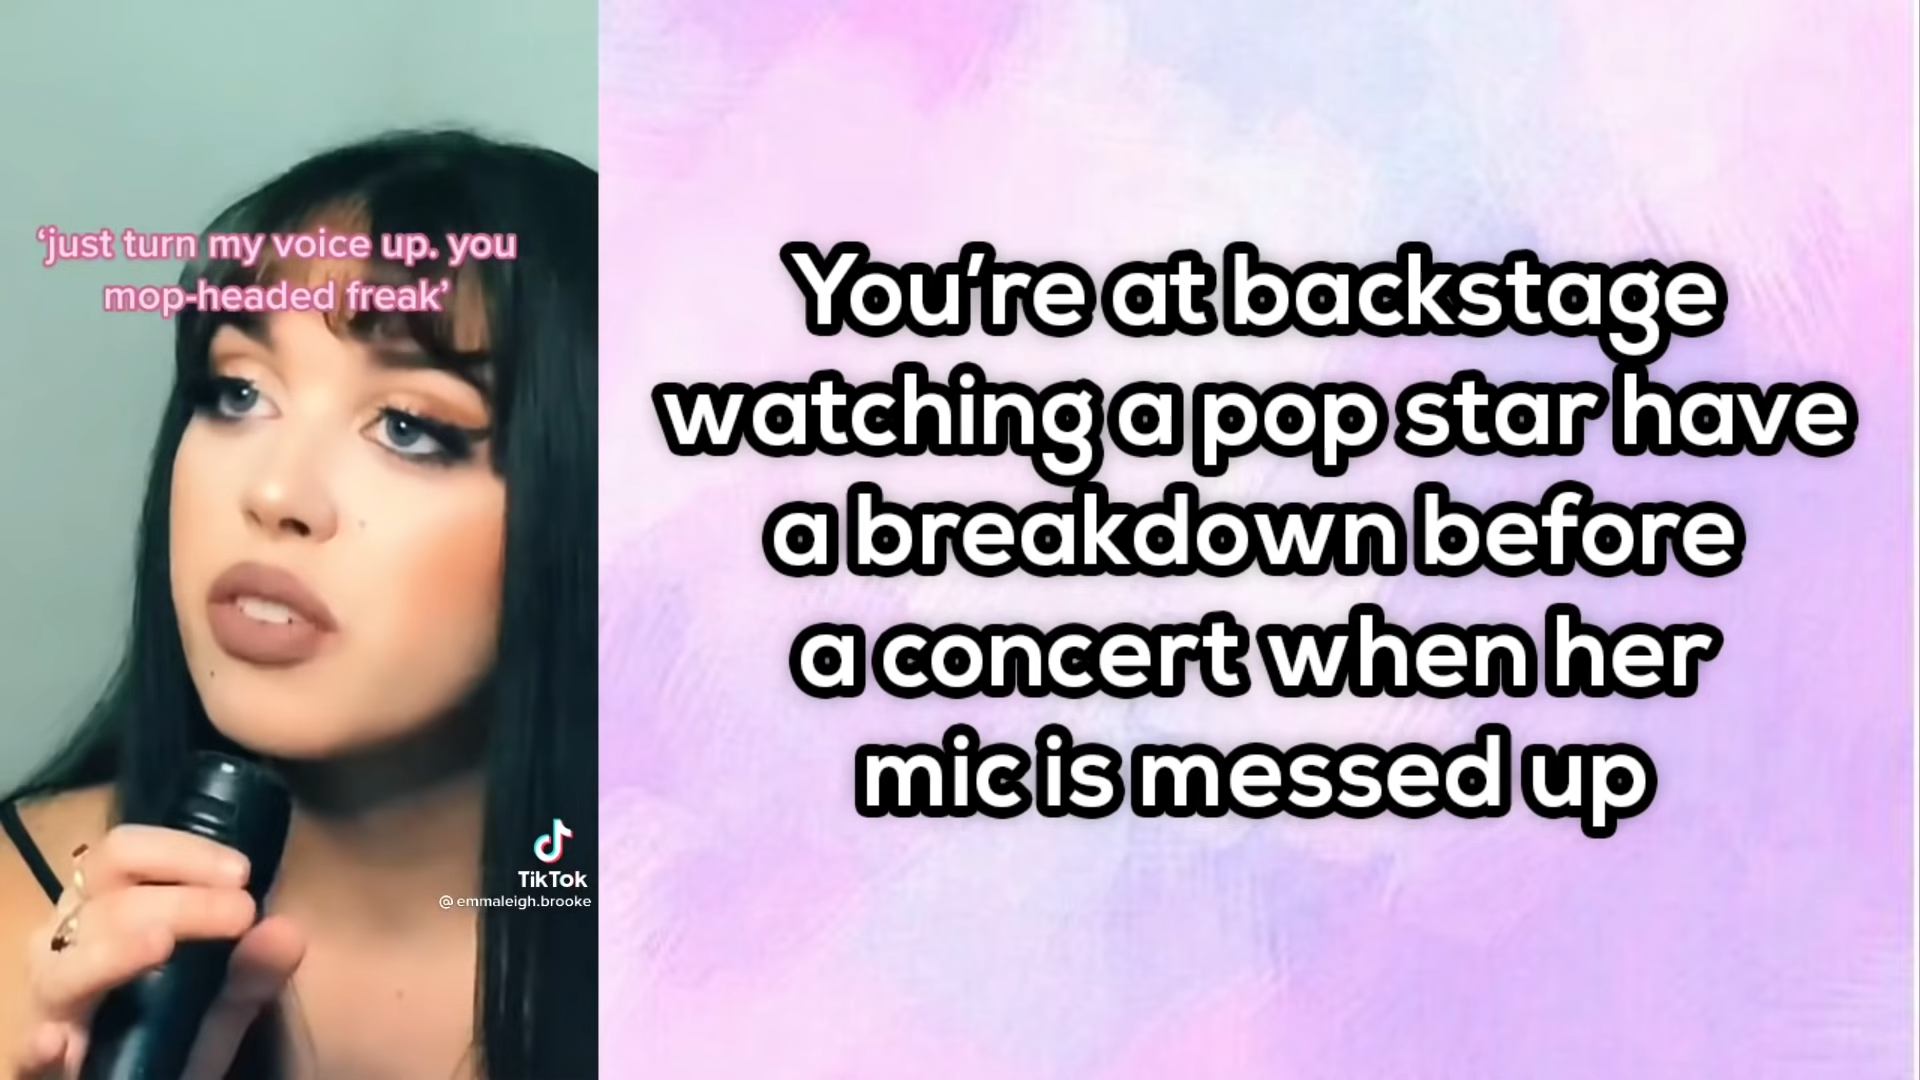 ‘just turn my voice up. you
mop-headed freak’
TikTok
@emmaleigh.brooke
You’re at backstage
watching a pop star have
a breakdown before
a concert when her
mic is messed up